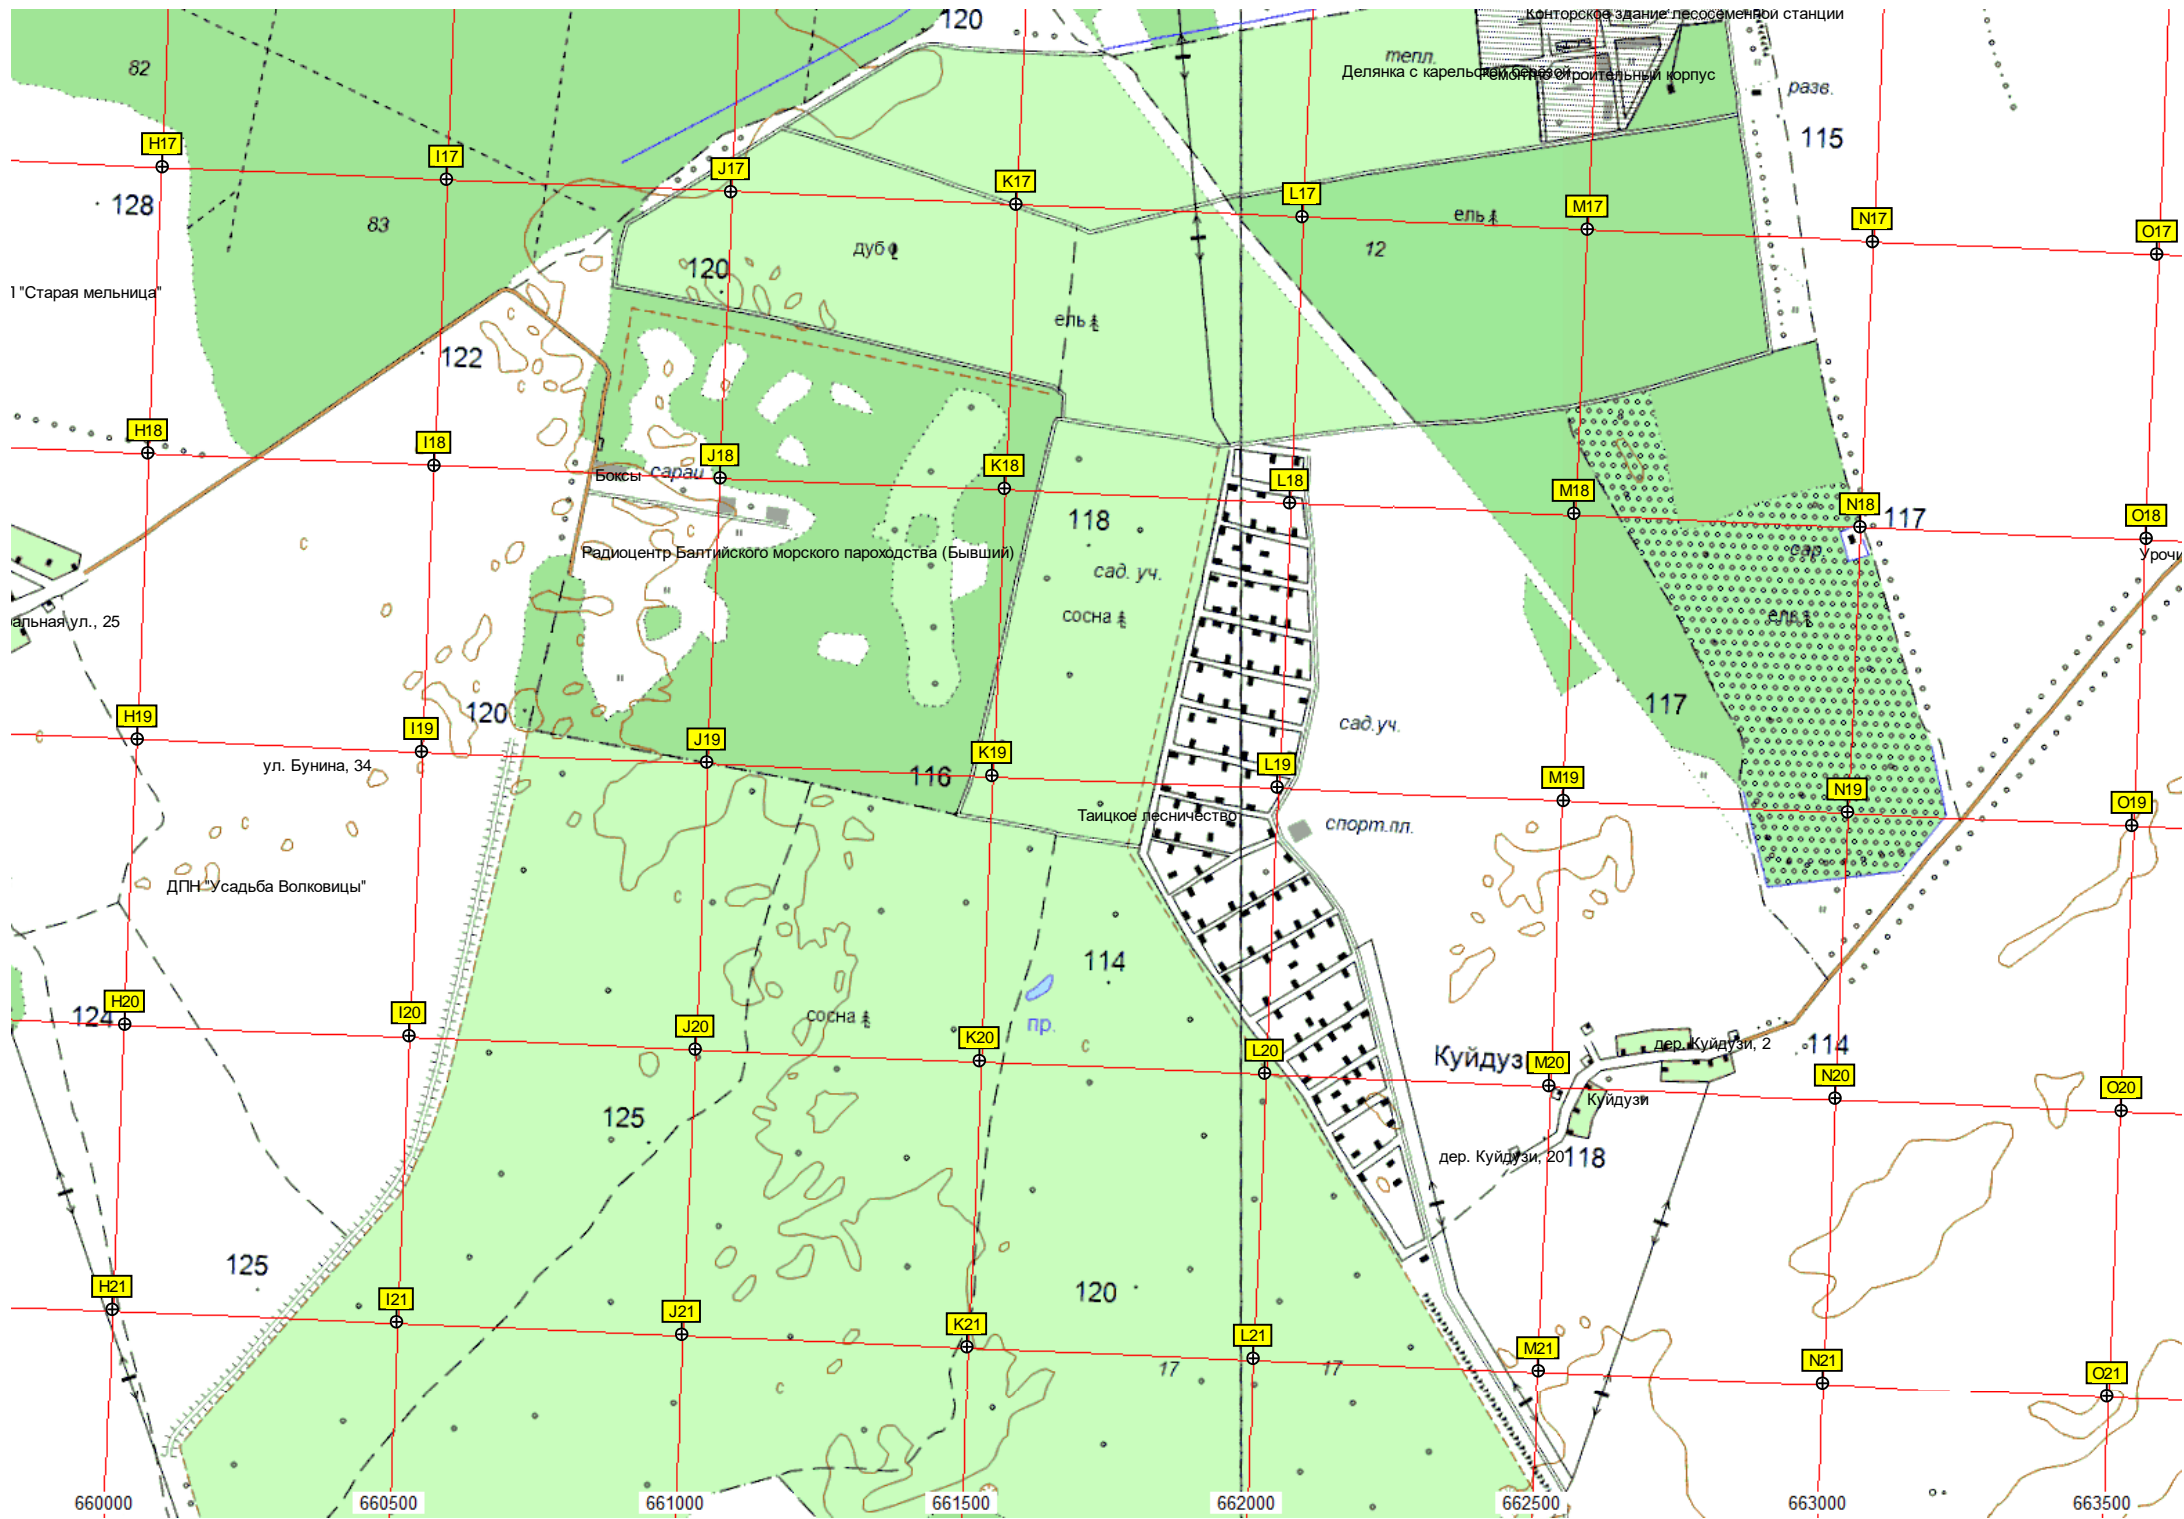 120
Конторское здание лесосеменной станции
82
тепл.
Делянка с карельской берёзой
Ремонтно-строительный корпус
разв.
115
H17
I17
J17
K17
L17
M17
N17
O17
128
83
дуб
ель
12
120
"Старая мельница"
ель
122
H18
I18
J18
K18
L18
M18
N18
O18
Боксы
сараи
118
117
Радиоцентр Балтийского морского пароходства (Бывший)
сар.
Урочи
сад. уч.
сосна
ель
альная ул., 25
117
120
сад.уч.
H19
I19
J19
K19
L19
M19
N19
O19
ул. Бунина, 34
116
Таицкое лесничество
спорт.пл.
с
с
с
с
с
с
с
ДПН "Усадьба Волковицы"
с
114
124
сосна
пр.
с
с
H20
I20
J20
K20
L20
M20
N20
O20
Куйдуз
дер. Куйдузи, 2
114
Куйдузи
125
дер. Куйдузи, 20
118
125
120
H21
I21
J21
K21
L21
M21
N21
O21
17
17
с
660000
660500
661000
661500
662000
662500
663000
663500